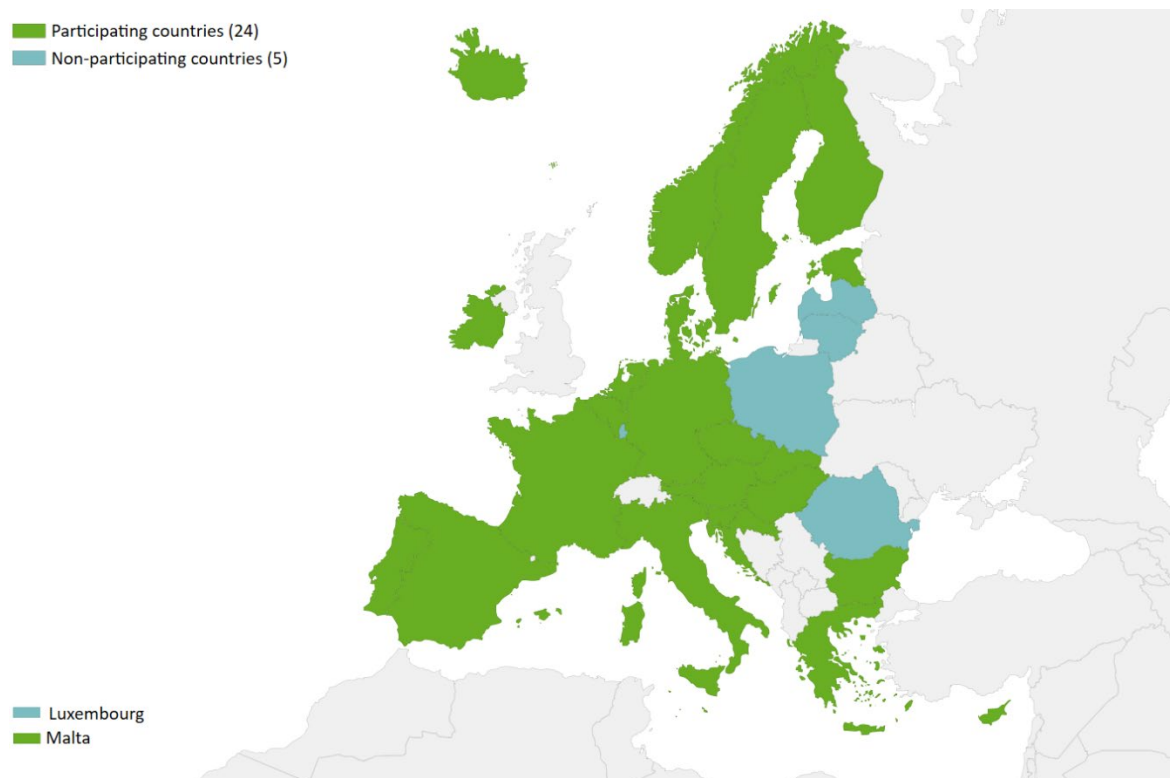 Participating countries (24)
Non-participating countries (5)
Luxembourg
Malta